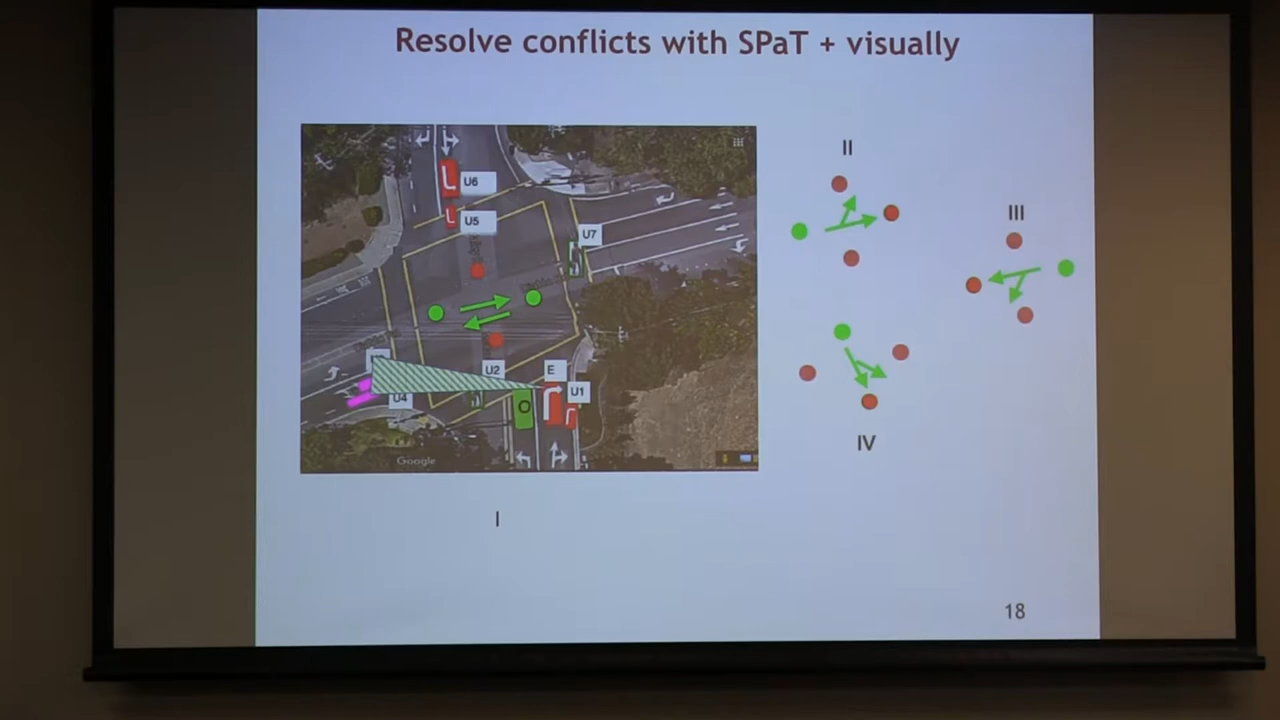 Resolve conflicts with SPaT + visually
U6
U5
U7
U2
E
U1
U4
O
Google
I
II
III
IV
18